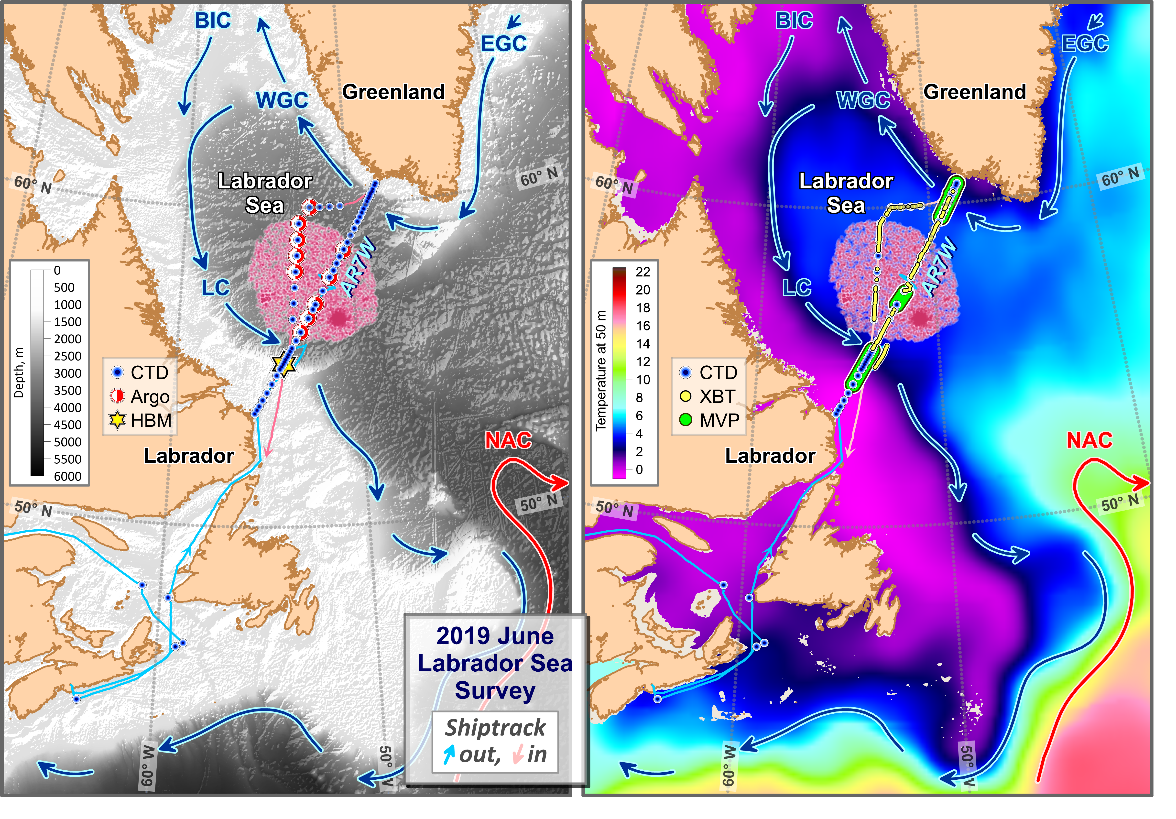 BIC
EGC
Greenland
WGC
60° N
60° N
Labrador
Sea
AR7W
LC
0
500
1000
1500
2000
2500
3000
3500
4000
4500
5000
5500
6000
Depth, m
CTD
Argo
HBM
Labrador
NAC
50° N
50° N
2019 June
Labrador Sea
Survey
Shiptrack
out, in
60° W
50°
BIC
EGC
Greenland
WGC
60° N
60° N
Labrador
Sea
AR7W
LC
22
20
18
16
14
12
10
8
6
4
2
0
Temperature at 50 m
CTD
XBT
MVP
Labrador
NAC
50° N
50° N
60° W
50° W